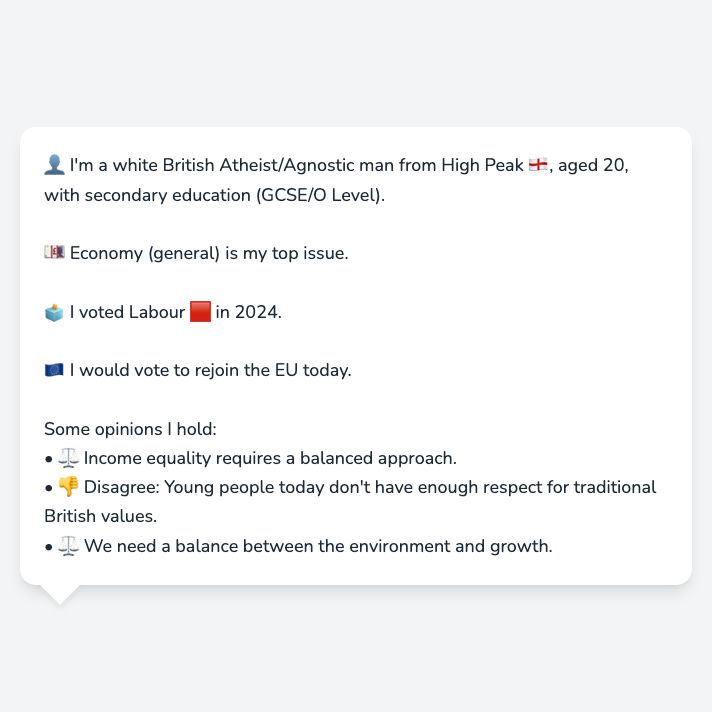 👤 I'm a white British Atheist/Agnostic man from High Peak 🏴󠁧󠁢󠁥󠁮󠁧󠁿, aged 20,
with secondary education (GCSE/O Level).
💷 Economy (general) is my top issue.
🗳️ I voted Labour 🟥 in 2024.
🇪🇺 I would vote to rejoin the EU today.
Some opinions I hold:
• ⚖️ Income equality requires a balanced approach.
• 👎 Disagree: Young people today don't have enough respect for traditional
British values.
• ⚖️ We need a balance between the environment and growth.